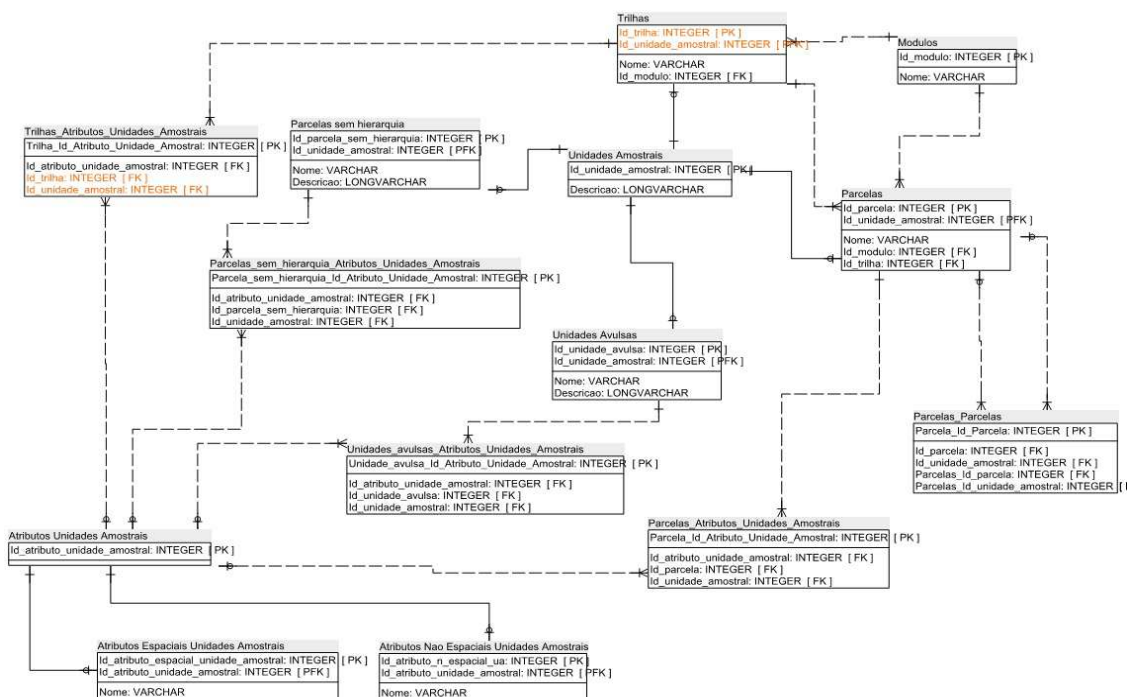 Trilhas
Id_trilha: INTEGER [ PK ]
Id_unidade_amostral: INTEGER [ PFK ]
Nome: VARCHAR
Id_modulo: INTEGER [ FK ]
Modulos
Id_modulo: INTEGER [ PK ]
Nome: VARCHAR
Trilhas_Atributos_Unidades_Amostrais
Trilha_Id_Atributo_Unidade_Amostral: INTEGER [ PK ]
Id_atributo_unidade_amostral: INTEGER [ FK ]
Id_trilha: INTEGER [ FK ]
Id_unidade_amostral: INTEGER [ FK ]
Parcelas sem hierarquia
Id_parcela_sem_hierarquia: INTEGER [ PK ]
Id_unidade_amostral: INTEGER [ PFK ]
Nome: VARCHAR
Descricao: LONGVARCHAR
Unidades Amostrais
Id_unidade_amostral: INTEGER [ PK ]
Descricao: LONGVARCHAR
Parcelas
Id_parcela: INTEGER [ PK ]
Id_unidade_amostral: INTEGER [ PFK ]
Nome: VARCHAR
Id_modulo: INTEGER [ FK ]
Id_trilha: INTEGER [ FK ]
Parcelas_sem_hierarquia_Atributos_Unidades_Amostrais
Parcela_sem_hierarquia_Id_Atributo_Unidade_Amostral: INTEGER [ PK ]
Id_atributo_unidade_amostral: INTEGER [ FK ]
Id_parcela_sem_hierarquia: INTEGER [ FK ]
Id_unidade_amostral: INTEGER [ FK ]
Unidades Avulsas
Id_unidade_avulsa: INTEGER [ PK ]
Id_unidade_amostral: INTEGER [ PFK ]
Nome: VARCHAR
Descricao: LONGVARCHAR
Parcelas_Parcelas
Parcela_Id_Parcela: INTEGER [ PK ]
Id_parcela: INTEGER [ FK ]
Id_unidade_amostral: INTEGER [ FK ]
Parcelas_Id_parcela: INTEGER [ FK ]
Parcelas_Id_unidade_amostral: INTEGER [
Unidades_avulsas_Atributos_Unidades_Amostrais
Unidade_avulsa_Id_Atributo_Unidade_Amostral: INTEGER [ PK ]
Id_atributo_unidade_amostral: INTEGER [ FK ]
Id_unidade_avulsa: INTEGER [ FK ]
Id_unidade_amostral: INTEGER [ FK ]
Parcelas_Atributos_Unidades_Amostrais
Parcela_Id_Atributo_Unidade_Amostral: INTEGER [ PK ]
Id_atributo_unidade_amostral: INTEGER [ FK ]
Id_parcela: INTEGER [ FK ]
Id_unidade_amostral: INTEGER [ FK ]
Atributos Unidades Amostrais
Id_atributo_unidade_amostral: INTEGER [ PK ]
Atributos Espaciais Unidades Amostrais
Id_atributo_espacial_unidade_amostral: INTEGER [ PK ]
Id_atributo_unidade_amostral: INTEGER [ PFK ]
Nome: VARCHAR
Atributos Nao Espaciais Unidades Amostrais
Id_atributo_n_espacial_ua: INTEGER [ PK ]
Id_atributo_unidade_amostral: INTEGER [ PFK ]
Nome: VARCHAR